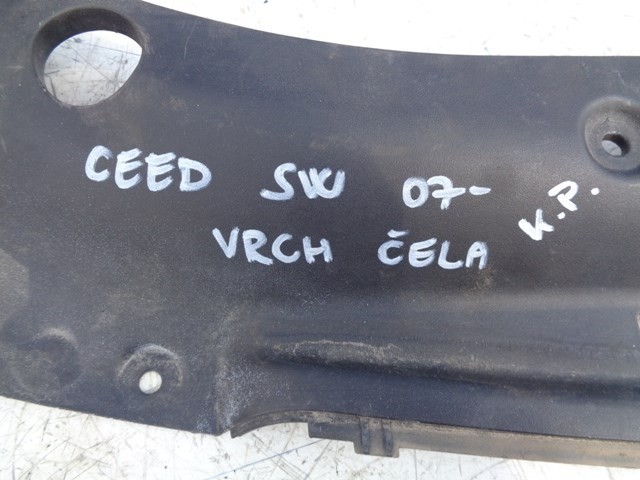 CEED SW 07-
VRCH ČELA
K.P.